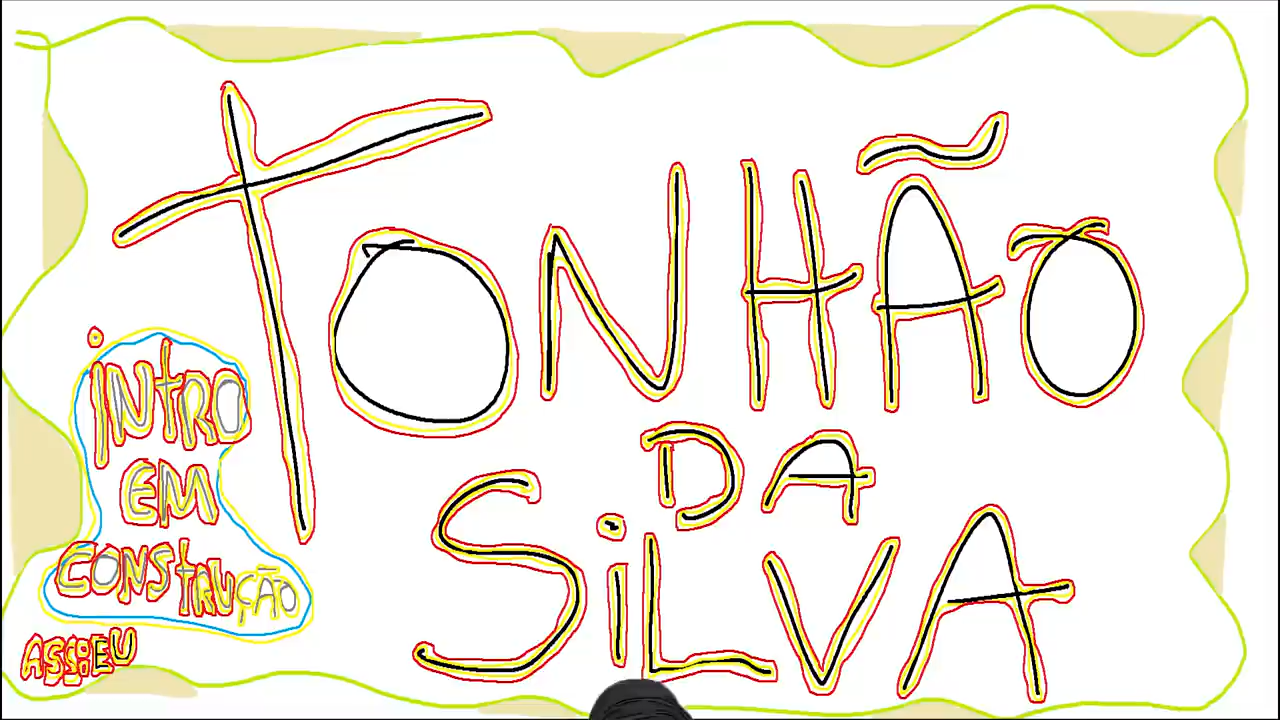 TONHÃO
DA
SiLVA
iNTRO
EM
CONSTRUÇÃO
ASS:EU